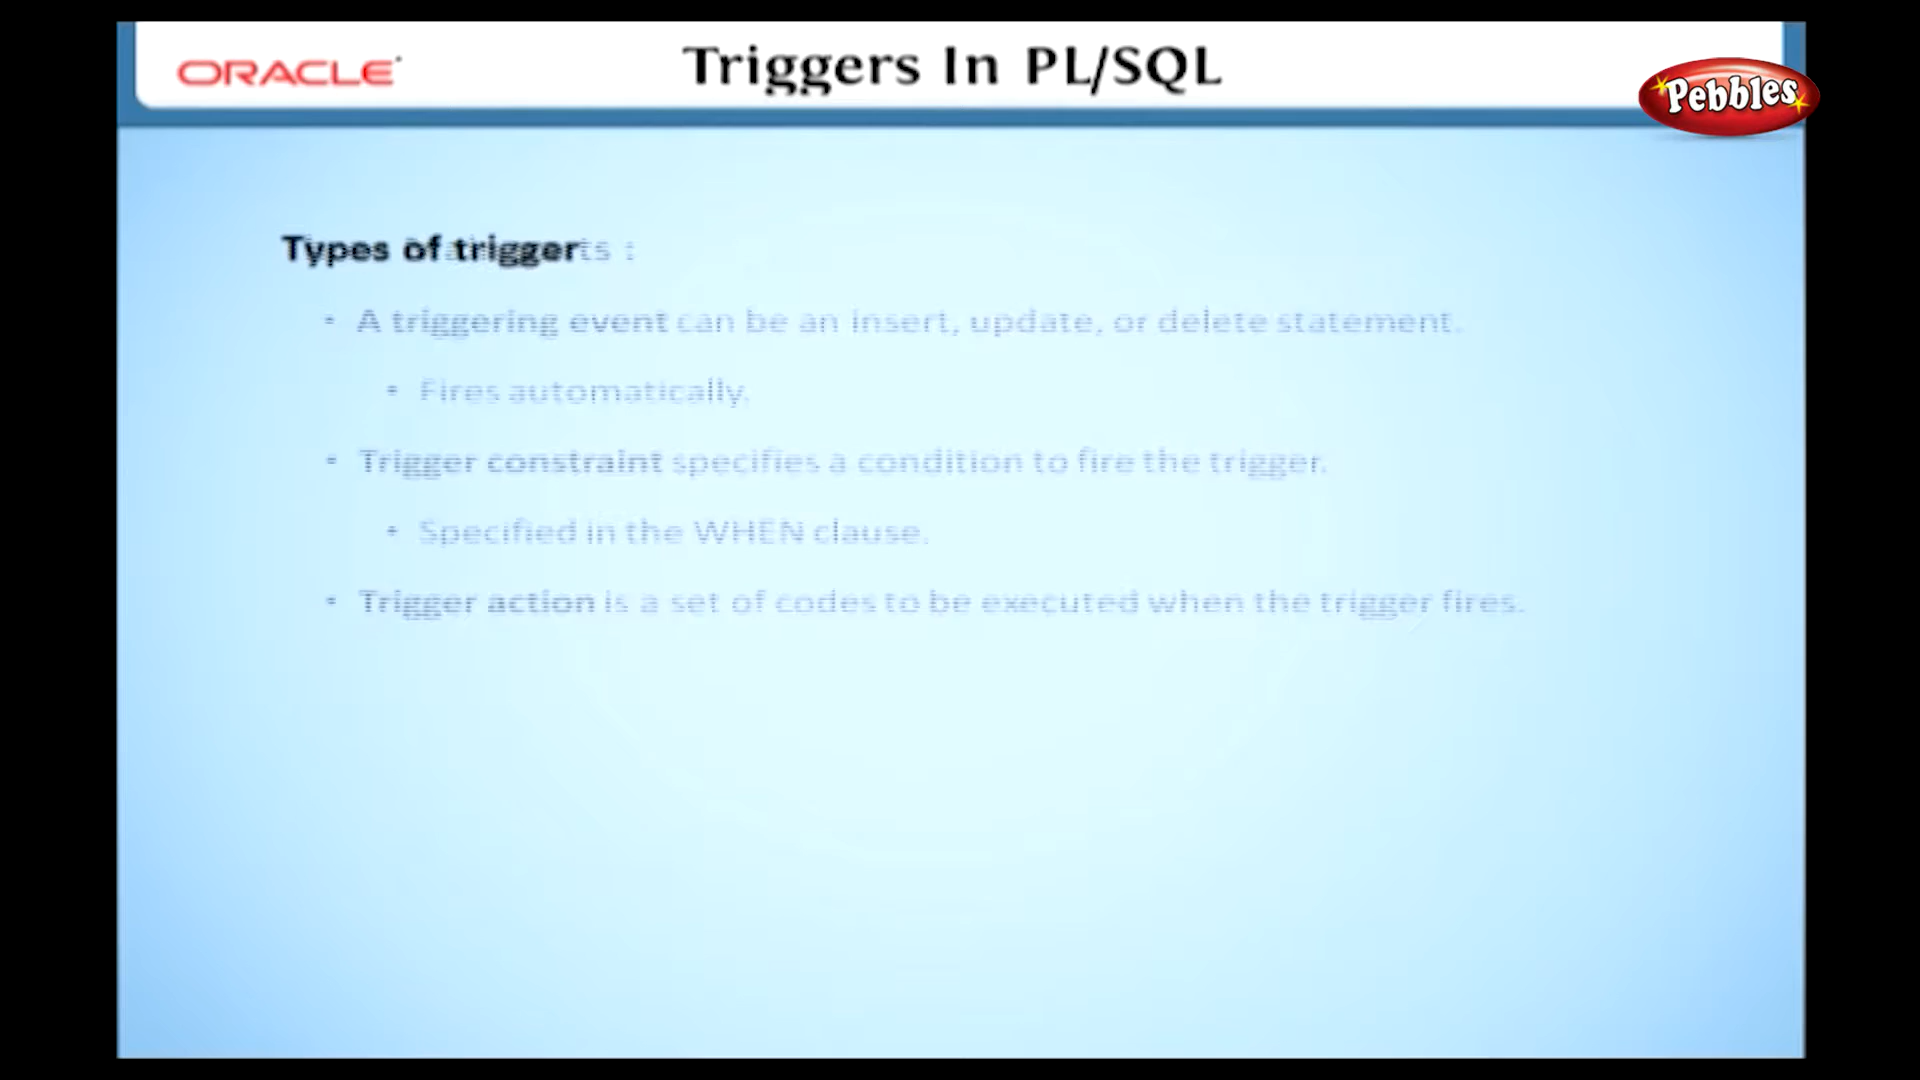 ORACLE
Triggers In PL/SQL
Pebbles
Types of trigger
• A triggering event can be an insert, update, or delete statement.
• Fires automatically.
• Trigger constraint specifies a condition to fire the trigger.
• Specified in the WHEN clause.
• Trigger action is a set of codes to be executed when the trigger fires.